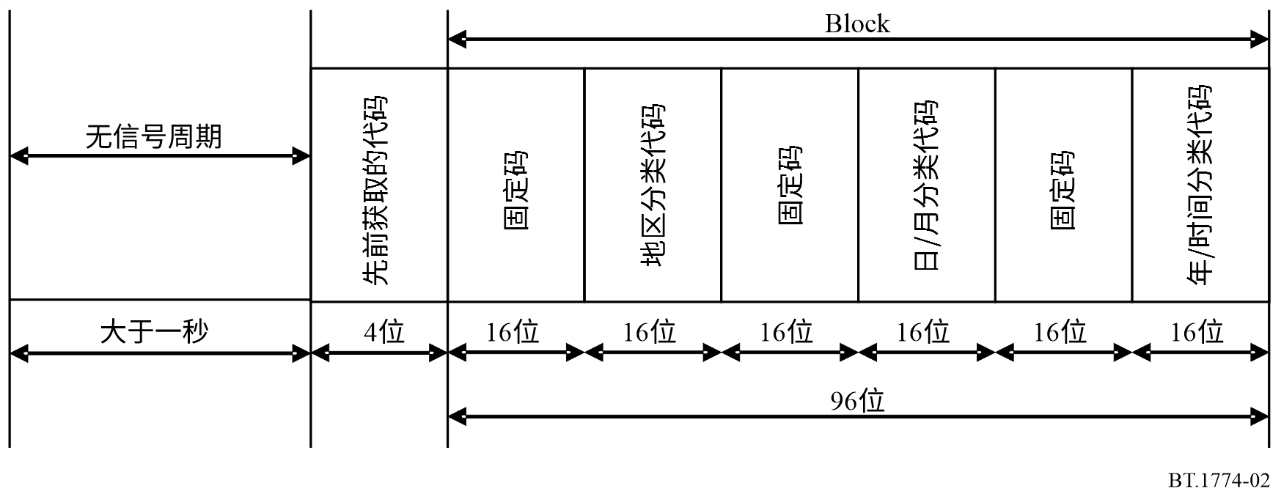 Block
无信号周期
先前获取的代码
固定码
地区分类代码
固定码
日/月分类代码
固定码
年/时间分类代码
大于一秒
4位
16位
16位
16位
16位
16位
16位
96位
BT.1774-02